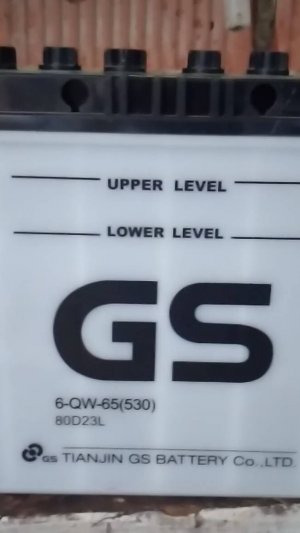 UPPER LEVEL
LOWER LEVEL
GS
6-QW-65(530)
80D23L
GS TIANJIN GS BATTERY Co.,LTD.